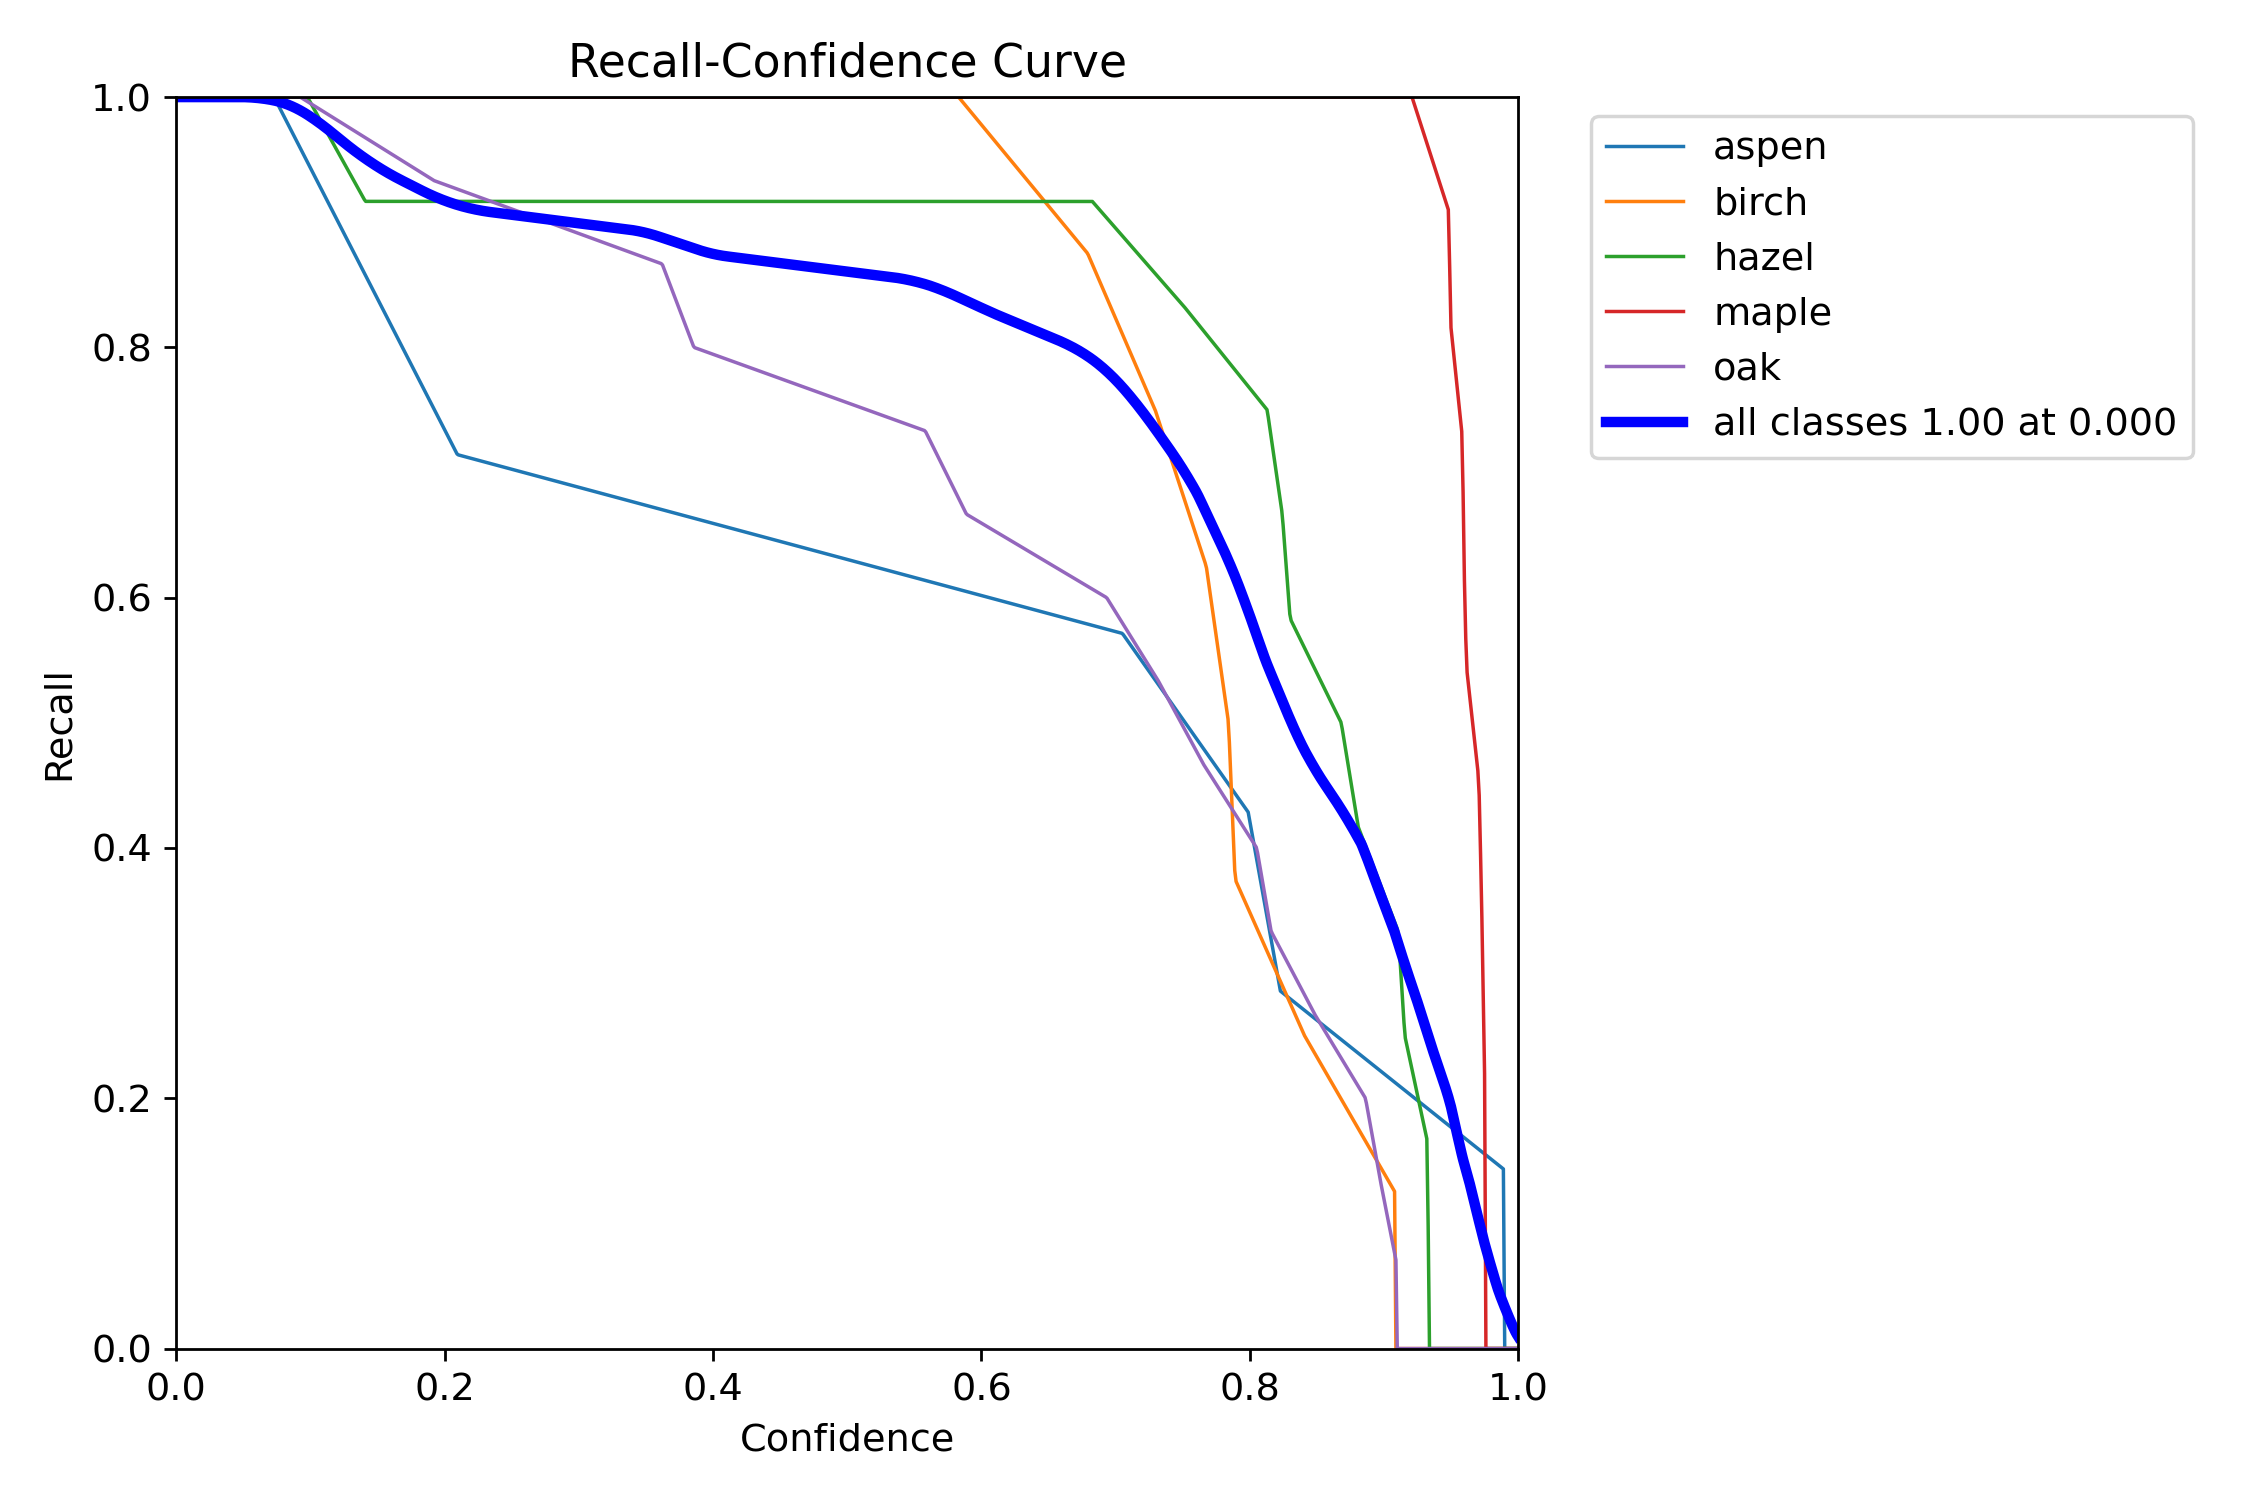 Recall-Confidence Curve
1.0
0.8
0.6
0.4
0.2
0.0
Recall
0.0 0.2 0.4 0.6 0.8 1.0
Confidence
aspen
birch
hazel
maple
oak
all classes 1.00 at 0.000